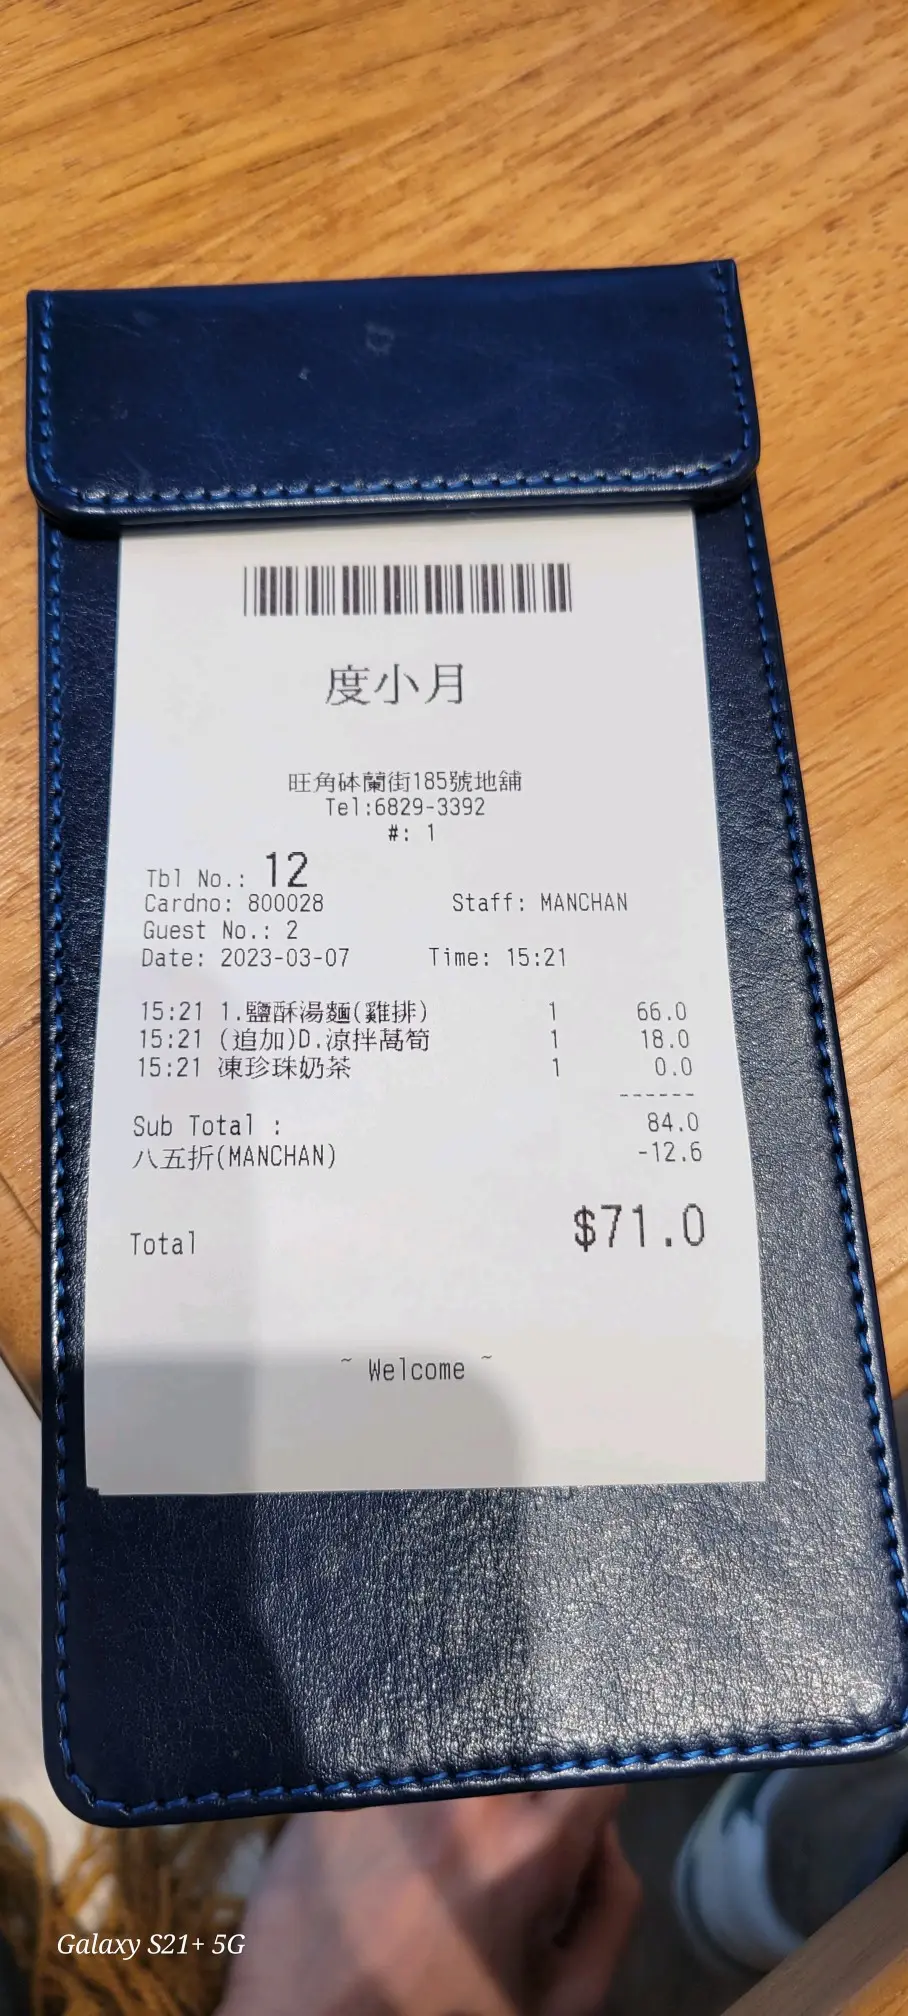 度小月
旺角砵蘭街185號地舖
Tel:6829-3392
#: 1
Tbl No.: 12
Cardno: 800028 Staff: MANCHAN
Guest No.: 2
Date: 2023-03-07 Time: 15:21
15:21 1.鹽酥湯麵(雞排) 1 66.0
15:21 (追加)D.涼拌萵筍 1 18.0
15:21 凍珍珠奶茶 1 0.0
------
Sub Total : 84.0
八五折(MANCHAN) -12.6
Total $71.0
~ Welcome ~
Galaxy S21+ 5G